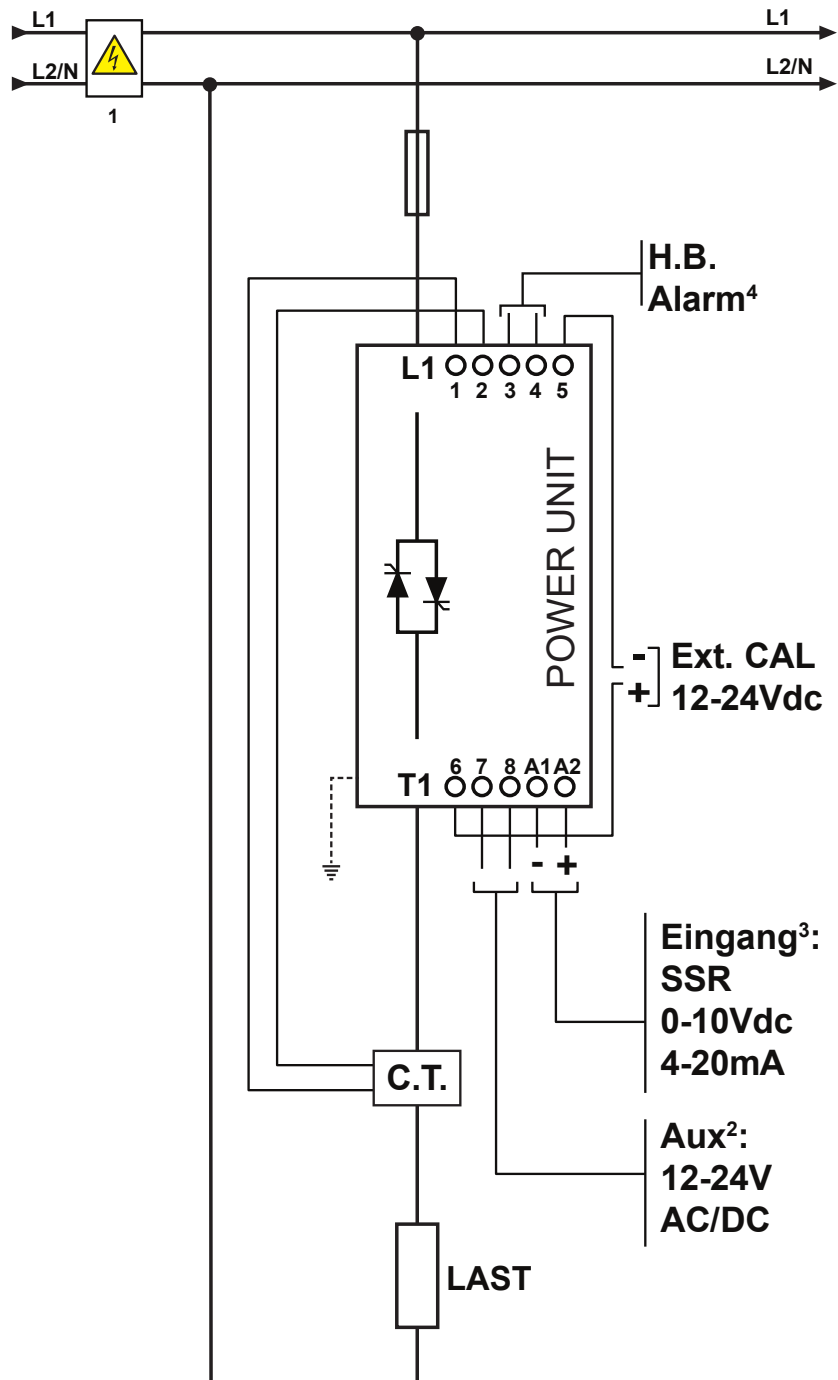 L1 L1
L2/N L2/N
1
H.B.
Alarm⁴
L1
1 2 3 4 5
POWER UNIT
- Ext. CAL
+ 12-24Vdc
6 7 8 A1 A2
T1
- +
Eingang³:
SSR
0-10Vdc
4-20mA
C.T.
Aux²:
12-24V
AC/DC
LAST